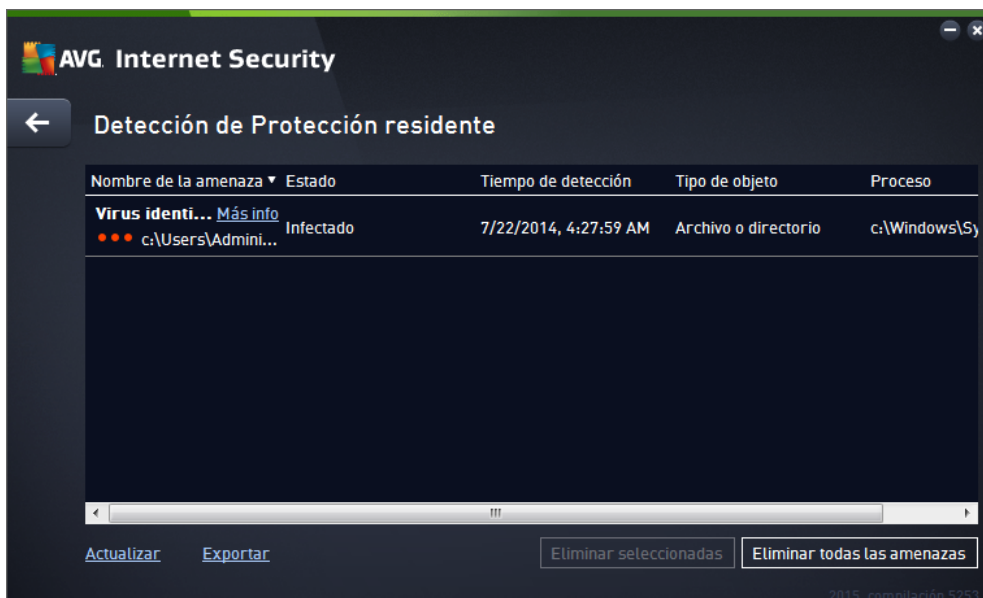 AVG. Internet Security
Detección de Protección residente
Nombre de la amenaza Estado Tiempo de detección Tipo de objeto Proceso
Virus identi... Más info
Infectado 7/22/2014, 4:27:59 AM Archivo o directorio c:\Windows\Sy
c:\Users\Admini...
Actualizar Exportar Eliminar seleccionadas Eliminar todas las amenazas
2015, compilación 5253